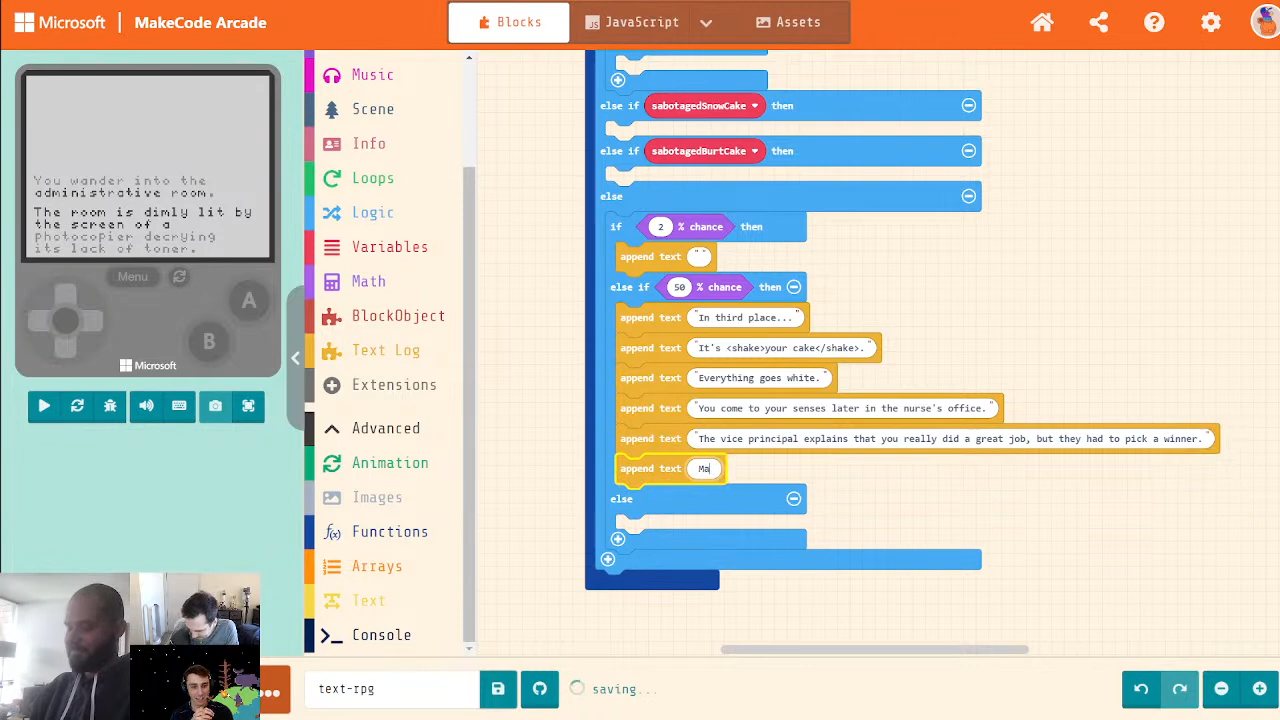 Microsoft
MakeCode Arcade
Blocks
JavaScript
Assets
You wander into the
administrative room.
The room is dimly lit by
the screen of a
photocopier decrying
its lack of toner.
Menu
A
B
Microsoft
Music
Scene
Info
Loops
Logic
Variables
Math
BlockObject
Text Log
Extensions
Advanced
Animation
Images
Functions
Arrays
Text
Console
else if sabotagedSnowCake then
else if sabotagedBurtCake then
else
if 2 % chance then
append text " "
else if 50 % chance then
append text "In third place..."
append text "It's <shake>your cake</shake>."
append text "Everything goes white."
append text "You come to your senses later in the nurse's office."
append text "The vice principal explains that you really did a great job, but they had to pick a winner."
append text Ma
else
text-rpg
saving...